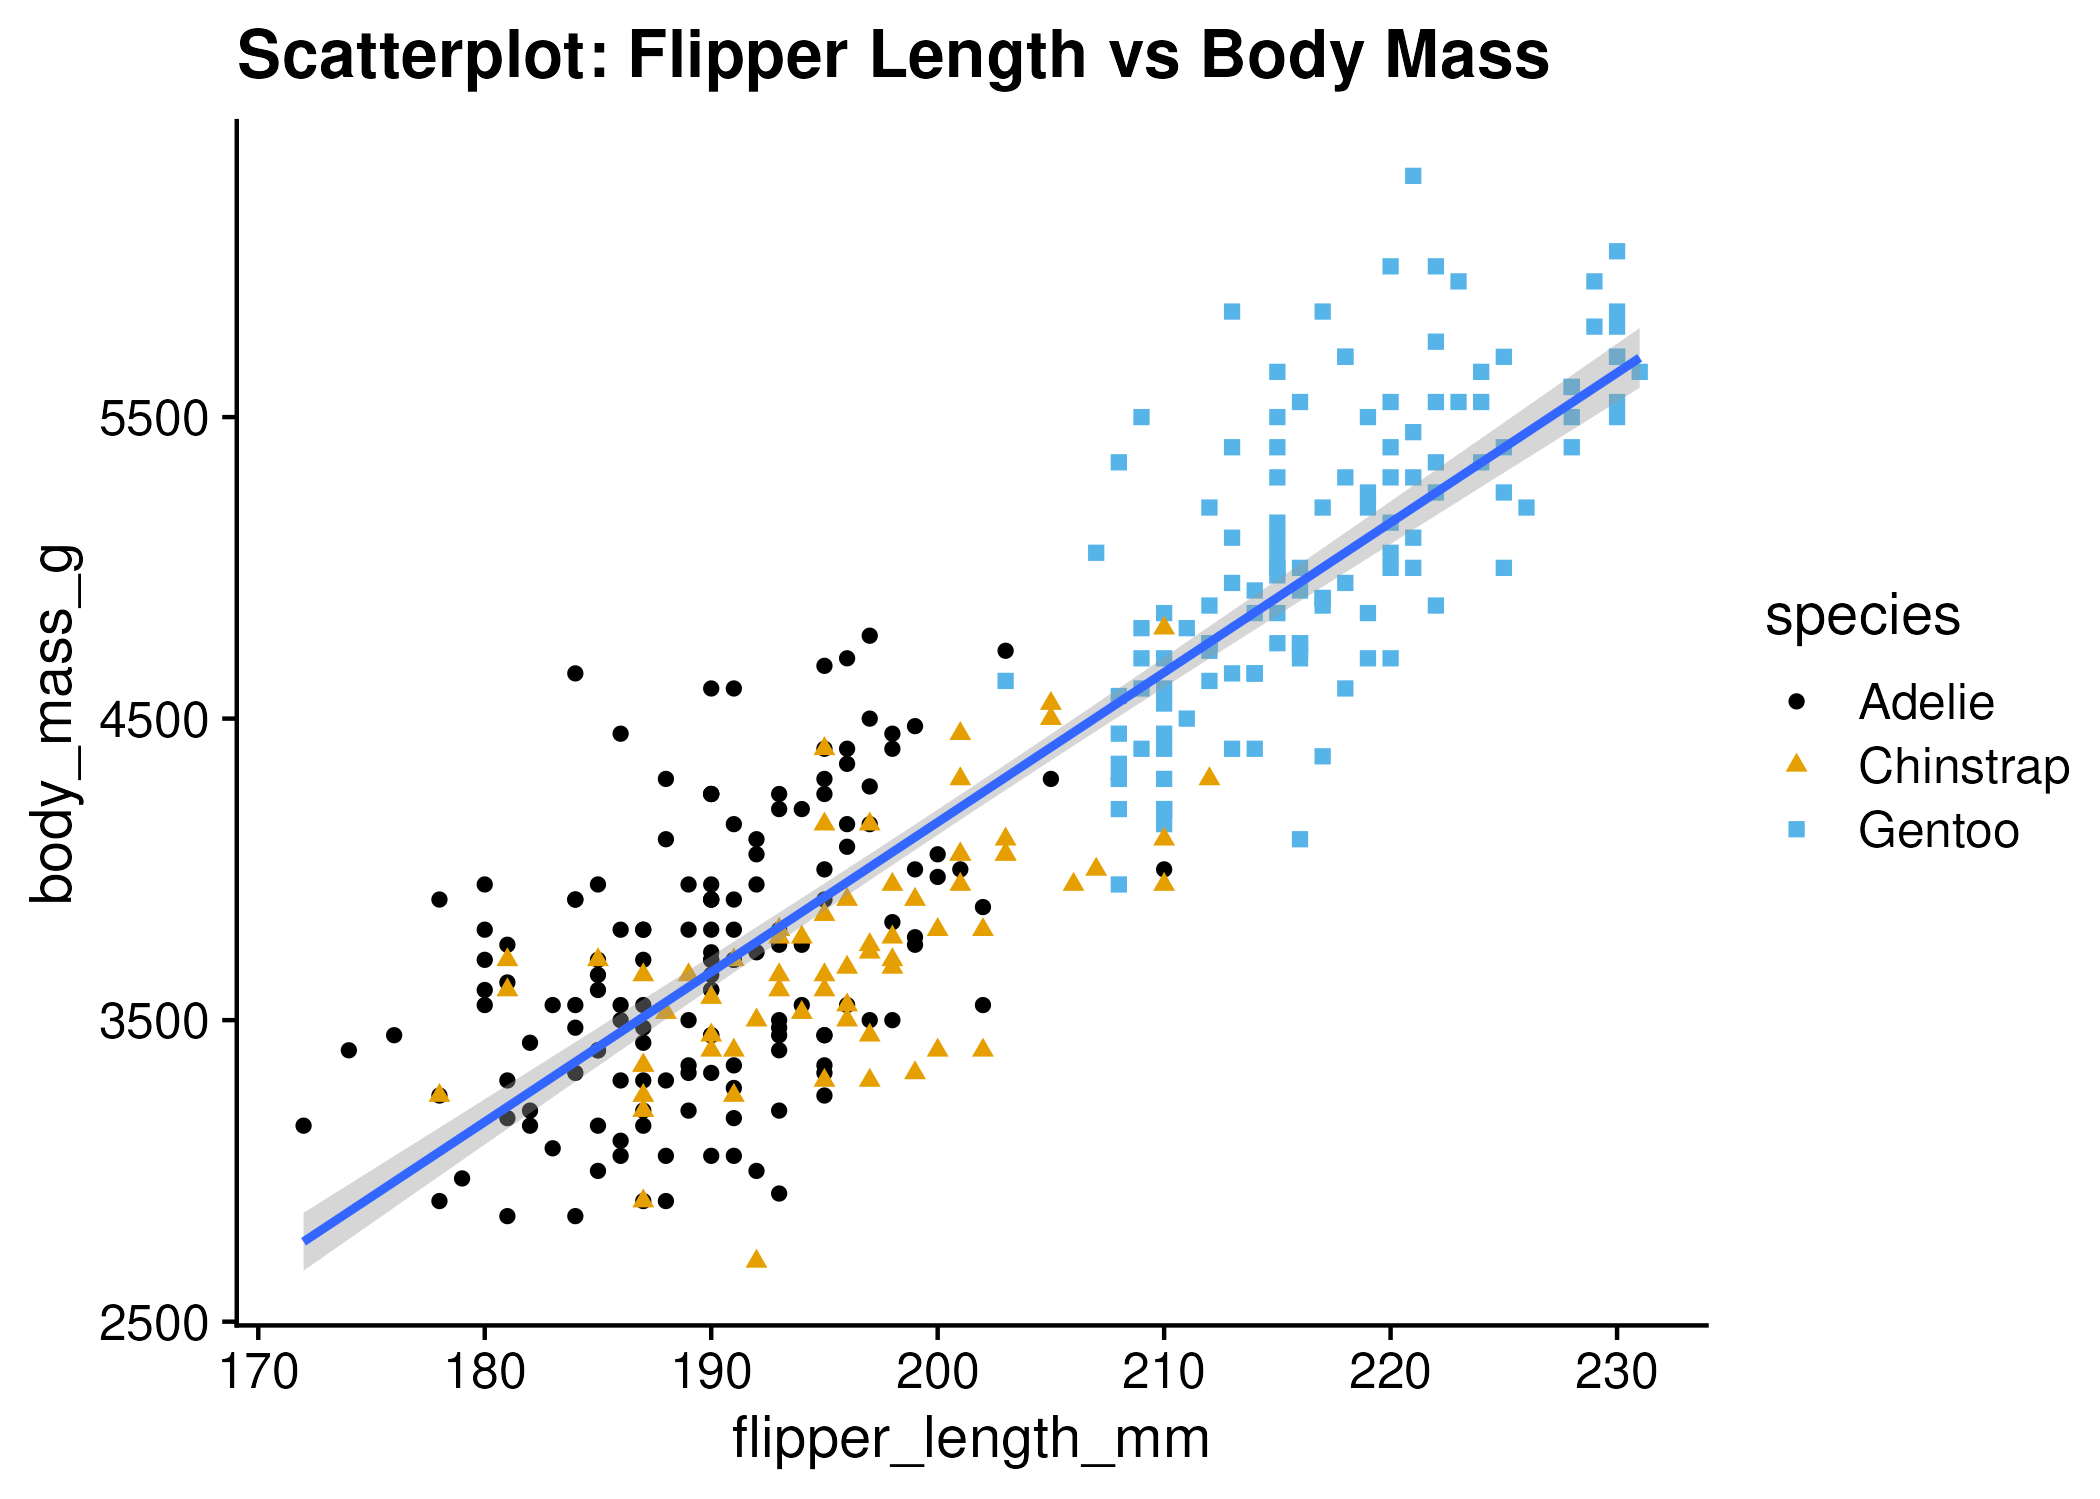 Scatterplot: Flipper Length vs Body Mass
body_mass_g
5500
4500
3500
2500
170 180 190 200 210 220 230
flipper_length_mm
species
Adelie
Chinstrap
Gentoo